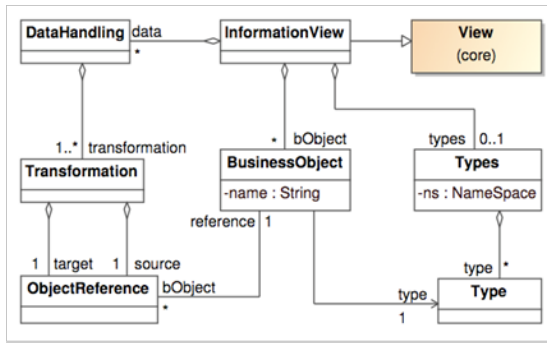 DataHandling
data
*
InformationView
View
(core)
1..*
transformation
*
bObject
types
0..1
Transformation
BusinessObject
-name : String
Types
-ns : NameSpace
reference
1
1
target
1
source
type
*
ObjectReference
bObject
*
type
1
Type